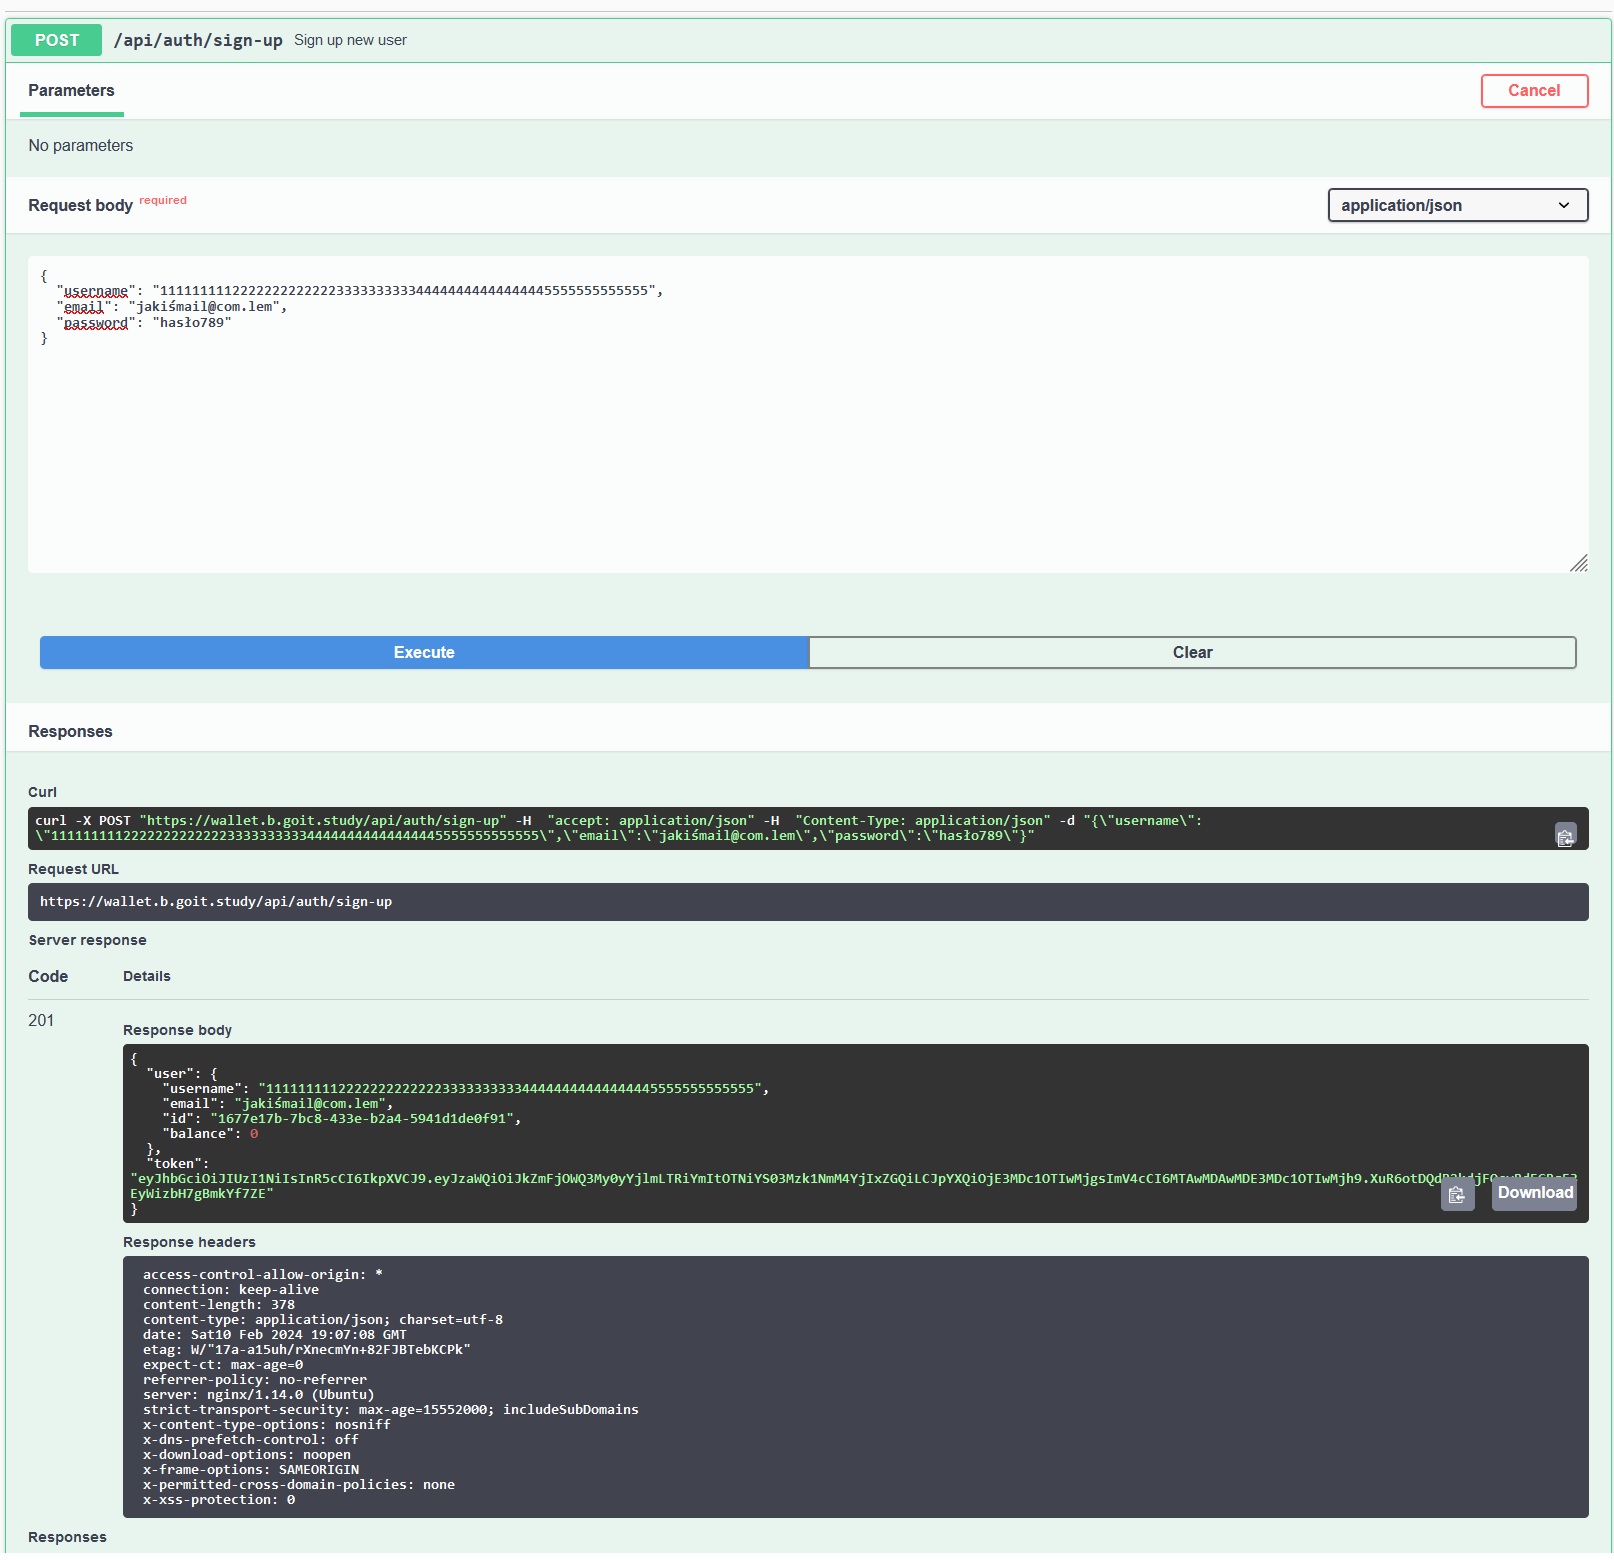 POST /api/auth/sign-up Sign up new user
Parameters
Cancel
No parameters
Request body required
application/json
{
"username": "1111111112222222222222333333333344444444444444445555555555555",
"email": "jakiśmail@com.lem",
"password": "hasło789"
}
Execute
Clear
Responses
Curl
curl -X POST "https://wallet.b.goit.study/api/auth/sign-up" -H  "accept: application/json" -H  "Content-Type: application/json" -d "{\"username\":
\"1111111112222222222222333333333344444444444444445555555555555\",\"email\":\"jakiśmail@com.lem\",\"password\":\"hasło789\"}"
Request URL
https://wallet.b.goit.study/api/auth/sign-up
Server response
Code Details
201
Response body
{
"user": {
"username": "1111111112222222222222333333333344444444444444445555555555555",
"email": "jakiśmail@com.lem",
"id": "1677e17b-7bc8-433e-b2a4-5941d1de0f91",
"balance": 0
},
"token":
"eyJhbGciOiJIUzI1NiIsInR5cCI6IkpXVCJ9.eyJzaWQiOiJkZmFjOWQ3My0yYjlmLTRiYmItOTNiYS03Mzk1NmM4YjIxZGQiLCJpYXQiOjE3MDc1OTIwMjgsImV4cCI6MTAwMDAwMDE3MDc1OTIwMjh9.XuR6otDQd
EyWizbH7gBmkYf7ZE"
}
Download
Response headers
access-control-allow-origin: *
connection: keep-alive
content-length: 378
content-type: application/json; charset=utf-8
date: Sat10 Feb 2024 19:07:08 GMT
etag: W/"17a-a15uh/rXnecmYn+82FJBTebKCPk"
expect-ct: max-age=0
referrer-policy: no-referrer
server: nginx/1.14.0 (Ubuntu)
strict-transport-security: max-age=15552000; includeSubDomains
x-content-type-options: nosniff
x-dns-prefetch-control: off
x-download-options: noopen
x-frame-options: SAMEORIGIN
x-permitted-cross-domain-policies: none
x-xss-protection: 0
Responses